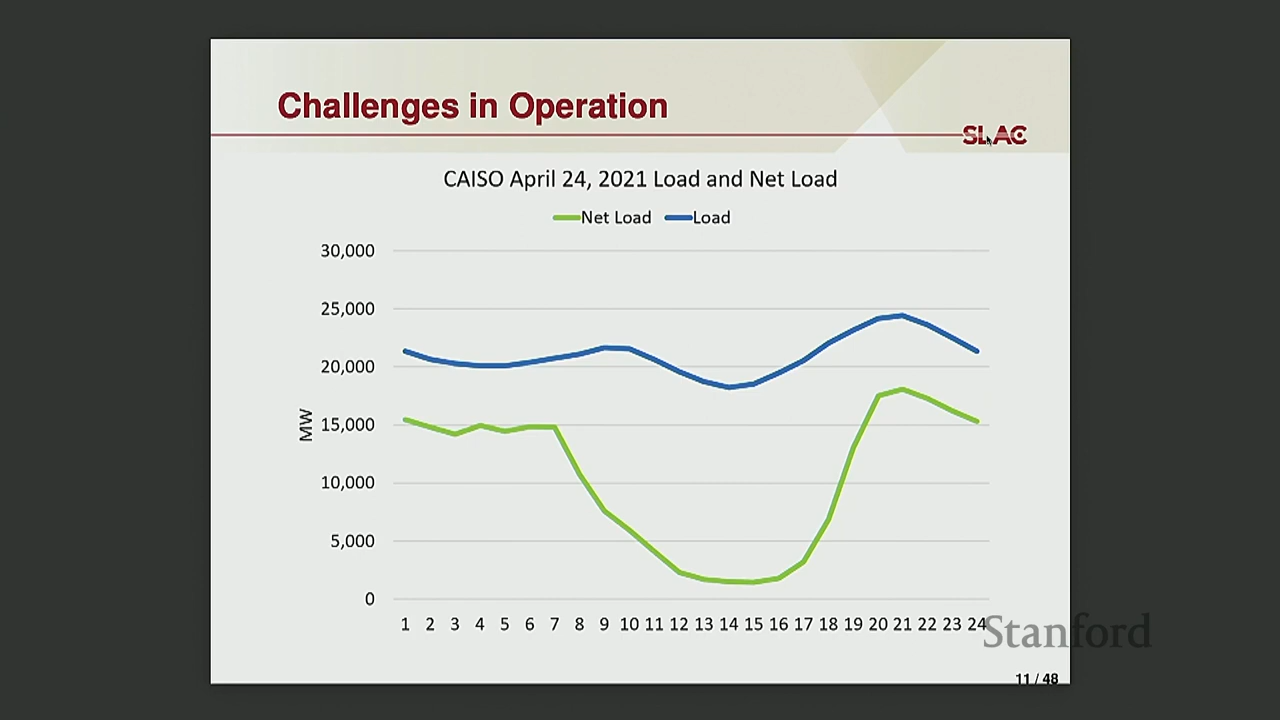 Challenges in Operation
SLAC
CAISO April 24, 2021 Load and Net Load
Net Load Load
30,000
25,000
20,000
15,000
10,000
5,000
0
MW
1 2 3 4 5 6 7 8 9 10 11 12 13 14 15 16 17 18 19 20 21 22 23 24
Stanford
11 / 48